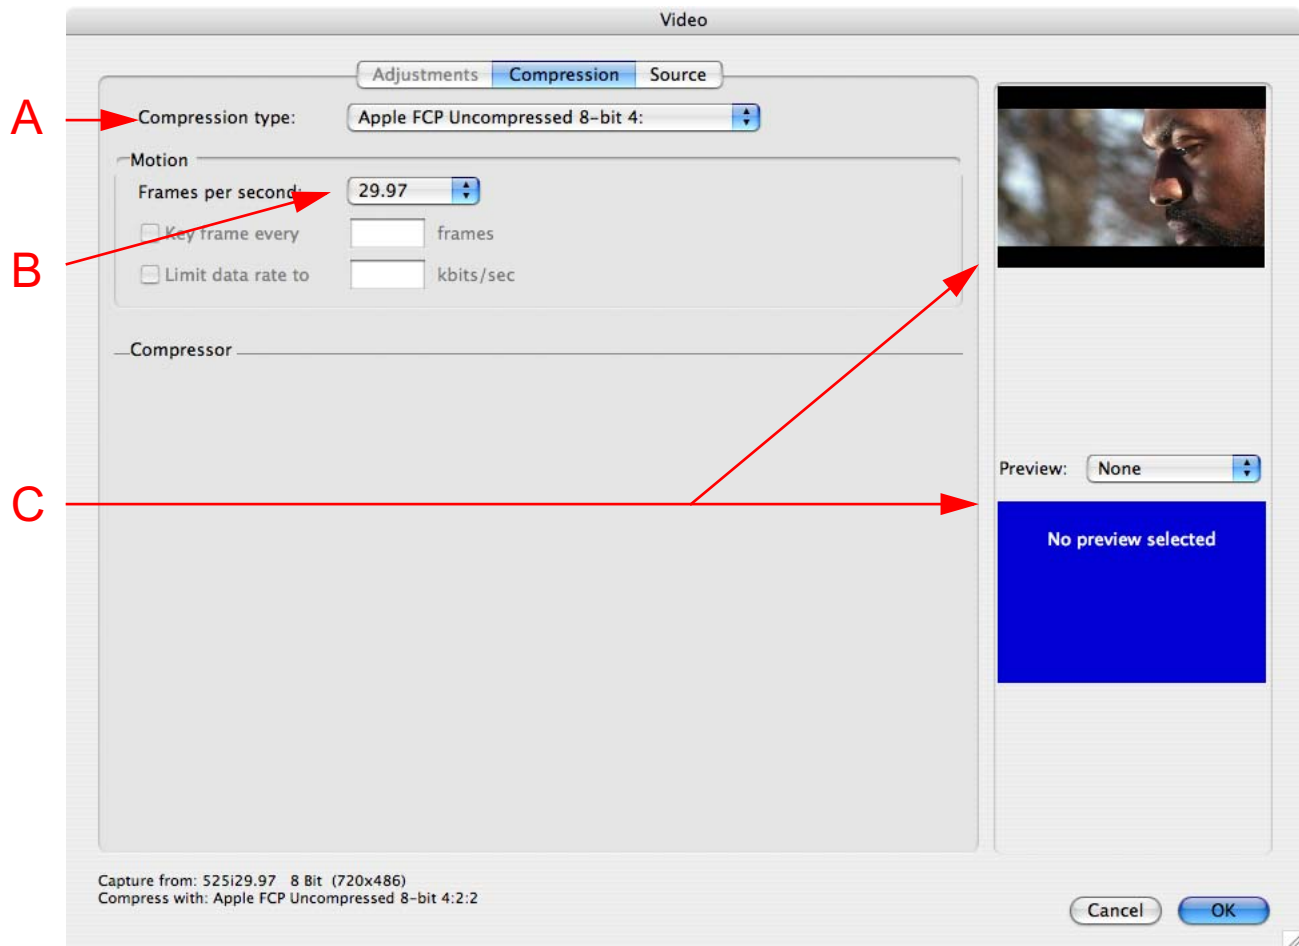 Video
Adjustments Compression Source
A
Compression type: Apple FCP Uncompressed 8-bit 4:
Motion
Frames per second: 29.97
Key frame every frames
B
Limit data rate to kbits/sec
Compressor
Preview: None
C
No preview selected
Capture from: 525i29.97 8 Bit (720x486)
Compress with: Apple FCP Uncompressed 8-bit 4:2:2
Cancel OK